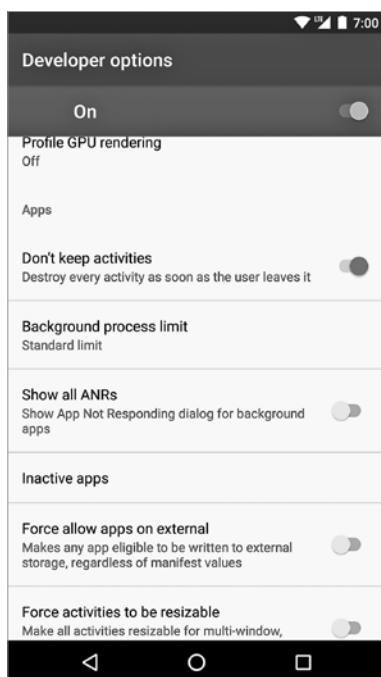 LTE 7:00
Developer options
On
Profile GPU rendering
Off
Apps
Don't keep activities
Destroy every activity as soon as the user leaves it
Background process limit
Standard limit
Show all ANRs
Show App Not Responding dialog for background
apps
Inactive apps
Force allow apps on external
Makes any app eligible to be written to external
storage, regardless of manifest values
Force activities to be resizable
Make all activities resizable for multi-window,